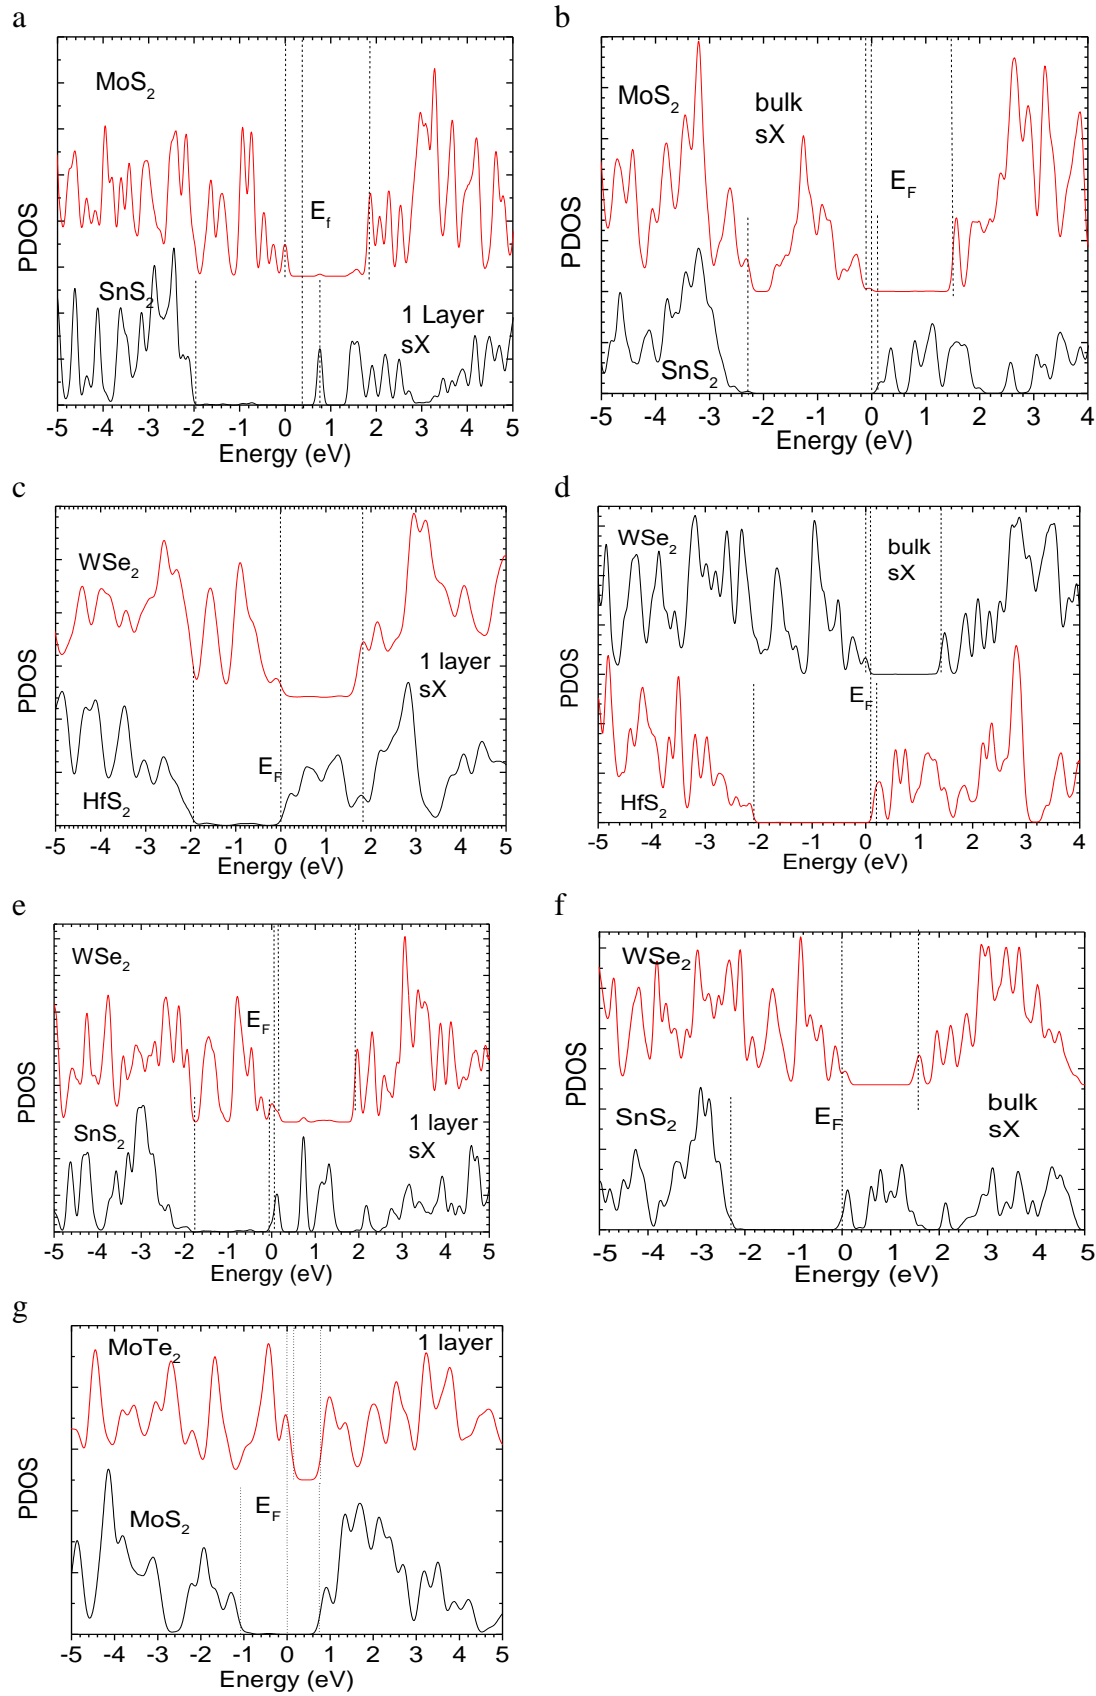 a
MoS2
Ef
SnS2
1 Layer
sX
PDOS
-5 -4 -3 -2 -1 0 1 2 3 4 5
Energy (eV)
b
MoS2
bulk
sX
EF
SnS2
PDOS
-5 -4 -3 -2 -1 0 1 2 3 4
Energy (eV)
c
WSe2
1 layer
sX
EF
HfS2
PDOS
-5 -4 -3 -2 -1 0 1 2 3 4 5
Energy (eV)
d
WSe2
bulk
sX
EF
HfS2
PDOS
-5 -4 -3 -2 -1 0 1 2 3 4
Energy (eV)
e
WSe2
EF
SnS2
1 layer
sX
PDOS
-5 -4 -3 -2 -1 0 1 2 3 4 5
Energy (eV)
f
WSe2
SnS2
EF
bulk
sX
PDOS
-5 -4 -3 -2 -1 0 1 2 3 4 5
Energy (eV)
g
MoTe2
1 layer
EF
MoS2
PDOS
-5 -4 -3 -2 -1 0 1 2 3 4 5
Energy (eV)